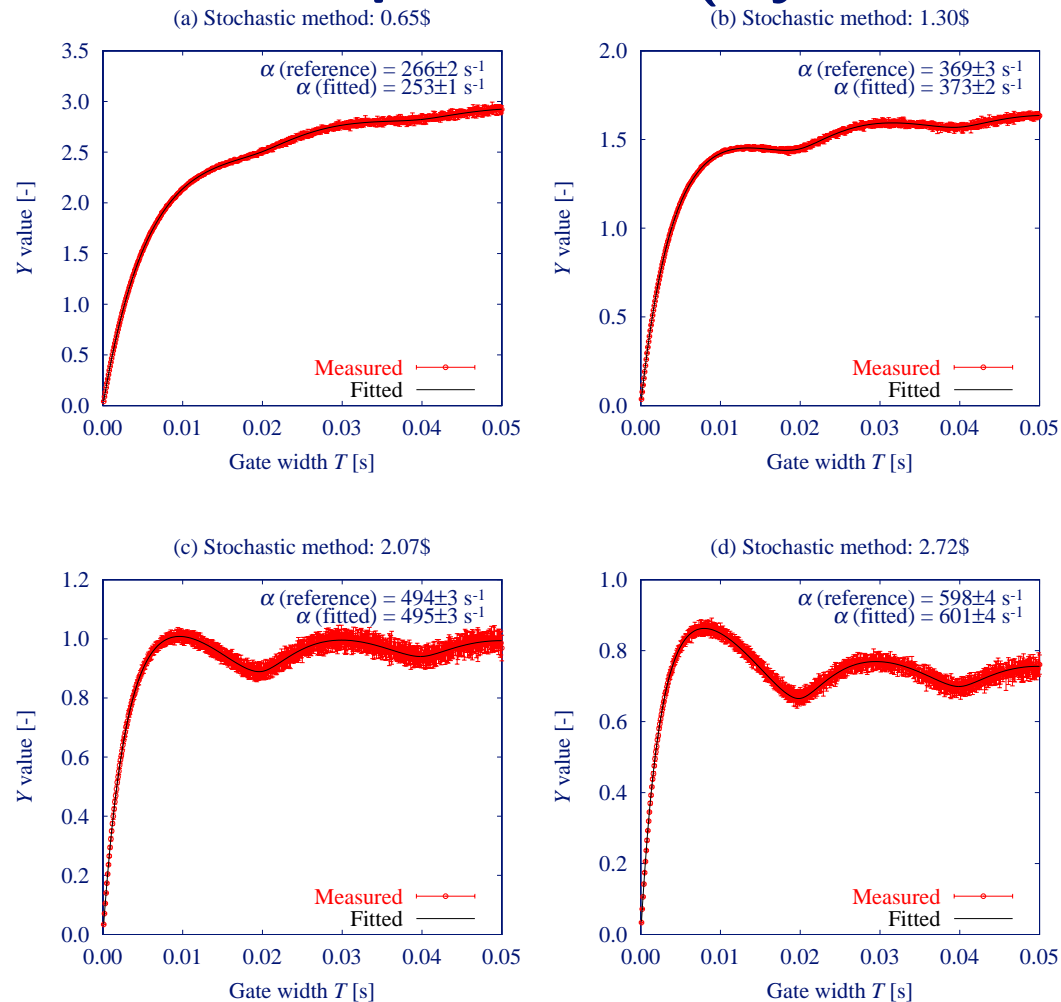 (a) Stochastic method: 0.65$
α (reference) = 266±2 s⁻¹
α (fitted) = 253±1 s⁻¹
3.5
3.0
2.5
2.0
1.5
1.0
0.5
0.0
Y value [-]
Measured
Fitted
0.00 0.01 0.02 0.03 0.04 0.05
Gate width T [s]
(b) Stochastic method: 1.30$
α (reference) = 369±3 s⁻¹
α (fitted) = 373±2 s⁻¹
2.0
1.5
1.0
0.5
0.0
Y value [-]
Measured
Fitted
0.00 0.01 0.02 0.03 0.04 0.05
Gate width T [s]
(c) Stochastic method: 2.07$
α (reference) = 494±3 s⁻¹
α (fitted) = 495±3 s⁻¹
1.2
1.0
0.8
0.6
0.4
0.2
0.0
Y value [-]
Measured
Fitted
0.00 0.01 0.02 0.03 0.04 0.05
Gate width T [s]
(d) Stochastic method: 2.72$
α (reference) = 598±4 s⁻¹
α (fitted) = 601±4 s⁻¹
1.0
0.8
0.6
0.4
0.2
0.0
Y value [-]
Measured
Fitted
0.00 0.01 0.02 0.03 0.04 0.05
Gate width T [s]